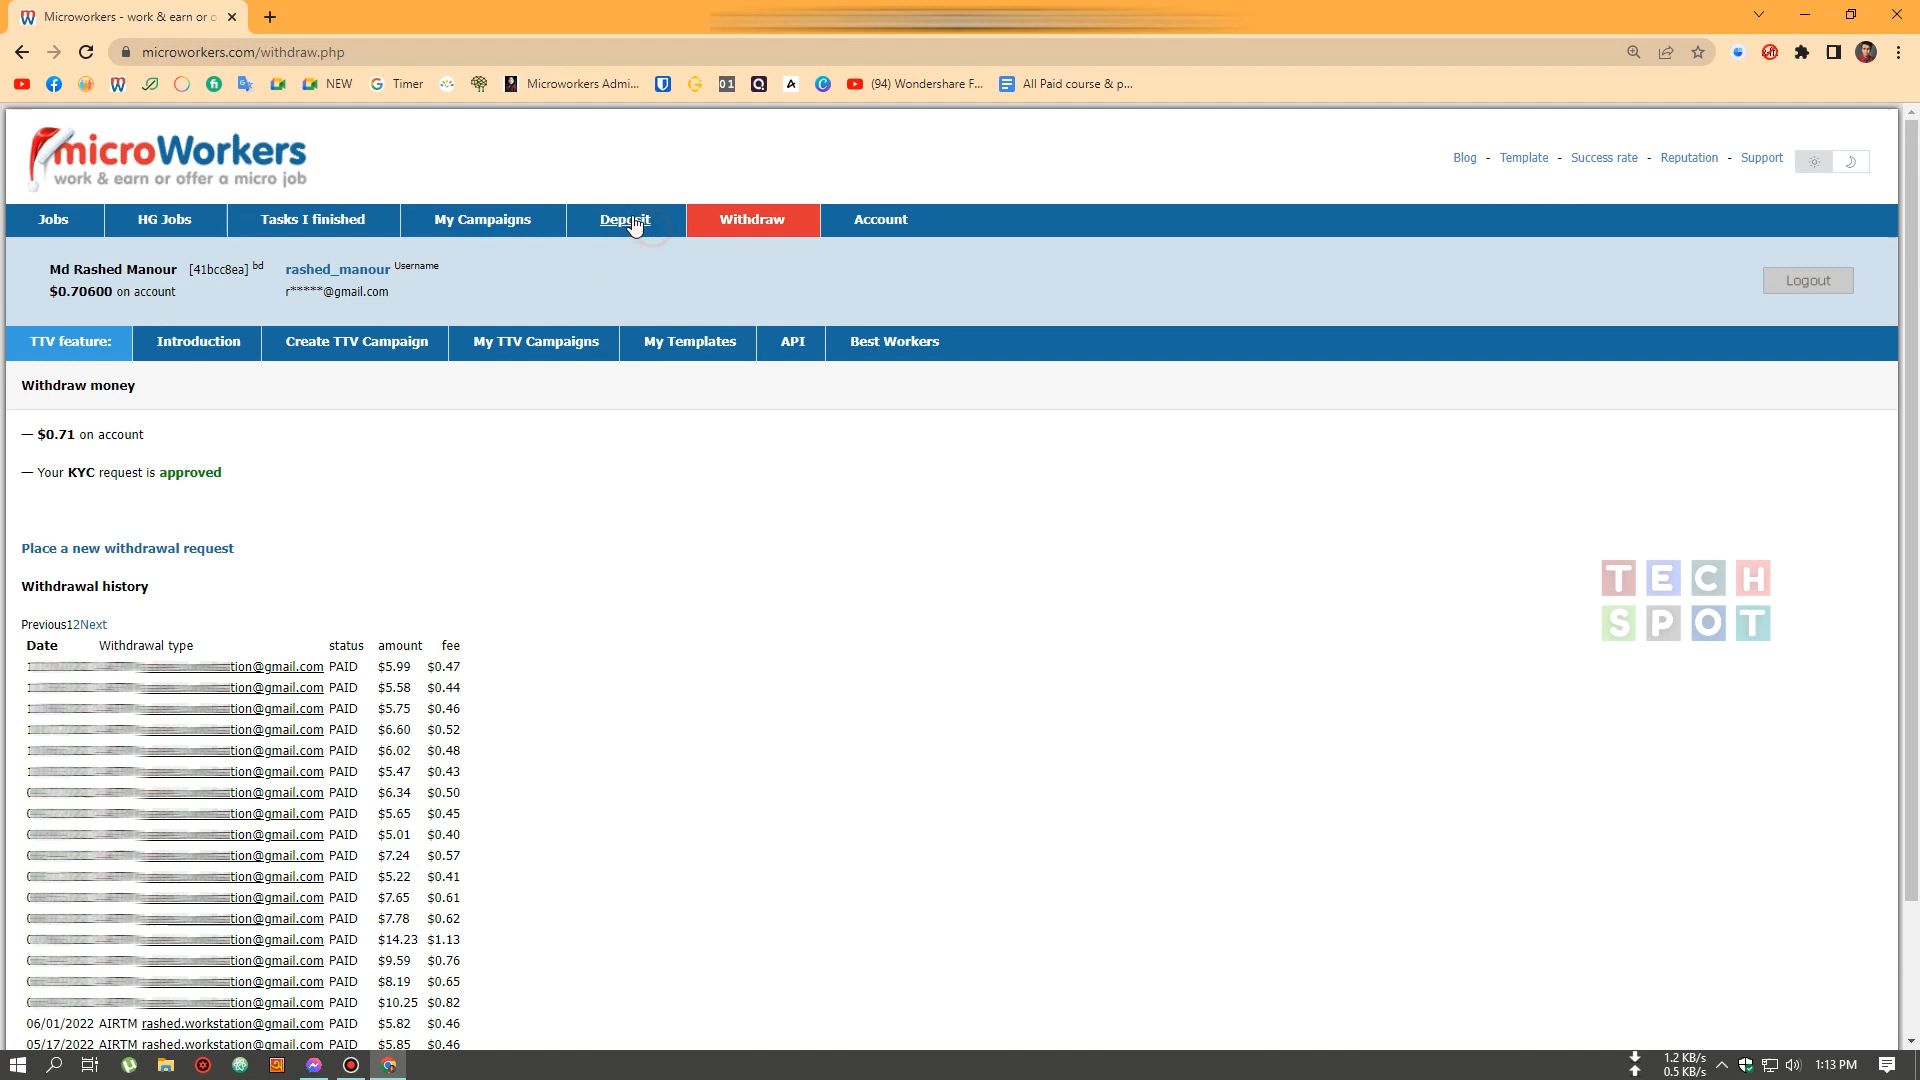 Microworkers - work & earn or o
microworkers.com/withdraw.php
NEW
Timer
Microworkers Admi...
01
(94) Wondershare F...
All Paid course & p...
microWorkers
work & earn or offer a micro job
Blog - Template - Success rate - Reputation - Support
Jobs
HG Jobs
Tasks I finished
My Campaigns
Deposit
Withdraw
Account
Md Rashed Manour [41bcc8ea] bd
rashed_manour Username
$0.70600 on account
r*****@gmail.com
Logout
TTV feature:
Introduction
Create TTV Campaign
My TTV Campaigns
My Templates
API
Best Workers
Withdraw money
— $0.71 on account
— Your KYC request is approved
Place a new withdrawal request
Withdrawal history
Previous12Next
Date Withdrawal type status amount fee
tion@gmail.com PAID $5.99 $0.47
tion@gmail.com PAID $5.58 $0.44
tion@gmail.com PAID $5.75 $0.46
tion@gmail.com PAID $6.60 $0.52
tion@gmail.com PAID $6.02 $0.48
tion@gmail.com PAID $5.47 $0.43
tion@gmail.com PAID $6.34 $0.50
tion@gmail.com PAID $5.65 $0.45
tion@gmail.com PAID $5.01 $0.40
tion@gmail.com PAID $7.24 $0.57
tion@gmail.com PAID $5.22 $0.41
tion@gmail.com PAID $7.65 $0.61
tion@gmail.com PAID $7.78 $0.62
tion@gmail.com PAID $14.23 $1.13
tion@gmail.com PAID $9.59 $0.76
tion@gmail.com PAID $8.19 $0.65
tion@gmail.com PAID $10.25 $0.82
06/01/2022 AIRTM rashed.workstation@gmail.com PAID $5.82 $0.46
05/17/2022 AIRTM rashed.workstation@gmail.com PAID $5.85 $0.46
TECH
SPOT
1.2 KB/s
0.5 KB/s
1:13 PM